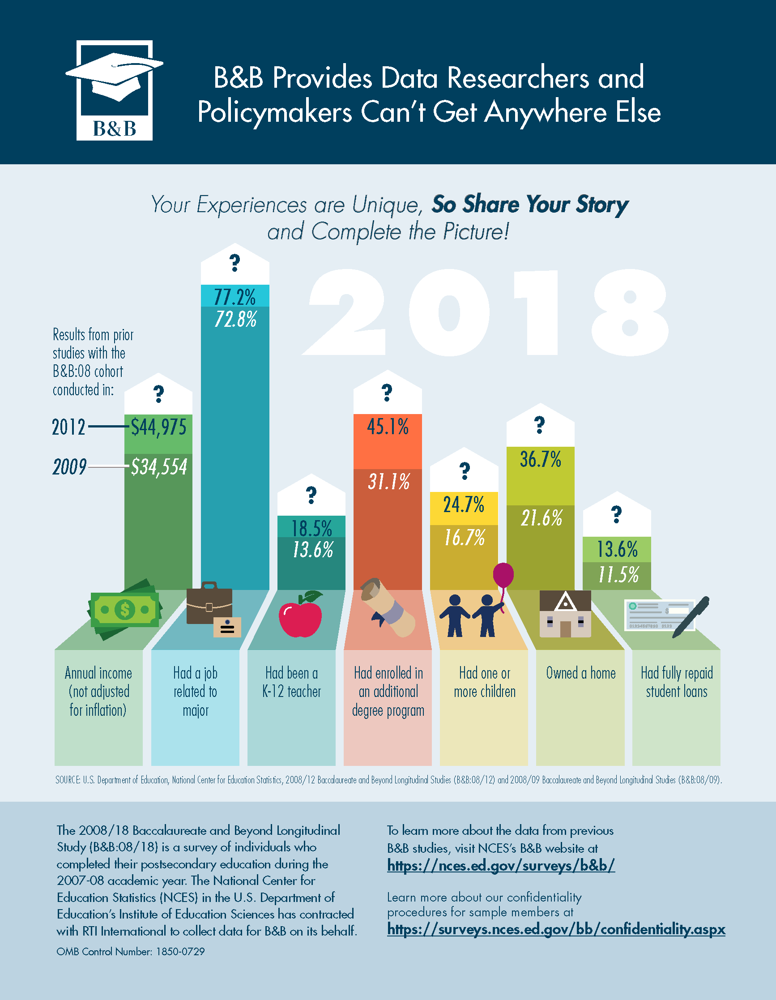 B&B
B&B Provides Data Researchers and
Policymakers Can't Get Anywhere Else
Your Experiences are Unique, So Share Your Story
and Complete the Picture!
2018
Results from prior
studies with the
B&B:08 cohort
conducted in:
2012
2009
?
$44,975
$34,554
?
77.2%
72.8%
?
18.5%
13.6%
?
45.1%
31.1%
?
24.7%
16.7%
?
36.7%
21.6%
?
13.6%
11.5%
$
$
01234567890 0123
Annual income
(not adjusted
for inflation)
Had a job
related to
major
Had been a
K-12 teacher
Had enrolled in
an additional
degree program
Had one or
more children
Owned a home
Had fully repaid
student loans
SOURCE: U.S. Department of Education, National Center for Education Statistics, 2008/12 Baccalaureate and Beyond Longitudinal Studies (B&B:08/12) and 2008/09 Baccalaureate and Beyond Longitudinal Studies (B&B:08/09).
The 2008/18 Baccalaureate and Beyond Longitudinal
Study (B&B:08/18) is a survey of individuals who
completed their postsecondary education during the
2007-08 academic year. The National Center for
Education Statistics (NCES) in the U.S. Department of
Education's Institute of Education Sciences has contracted
with RTI International to collect data for B&B on its behalf.
OMB Control Number: 1850-0729
To learn more about the data from previous
B&B studies, visit NCES's B&B website at
https://nces.ed.gov/surveys/b&b/
Learn more about our confidentiality
procedures for sample members at
https://surveys.nces.ed.gov/bb/confidentiality.aspx